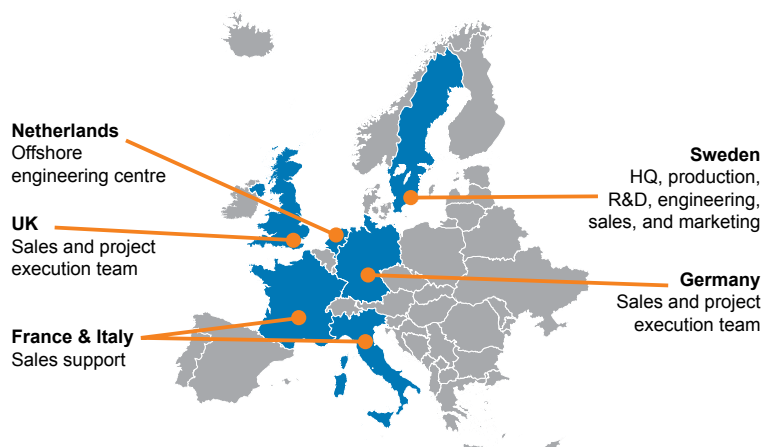 Netherlands
Offshore
engineering centre
UK
Sales and project
execution team
France & Italy
Sales support
Sweden
HQ, production,
R&D, engineering,
sales, and marketing
Germany
Sales and project
execution team